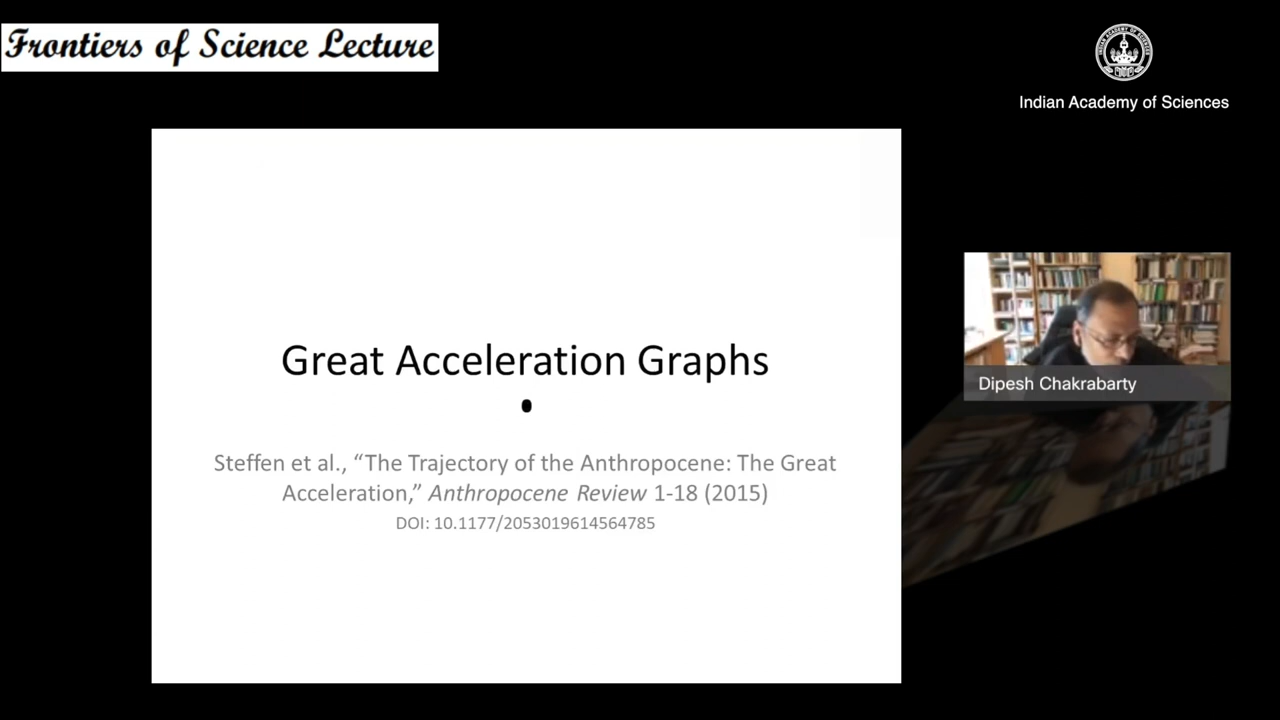 Frontiers of Science Lecture
Indian Academy of Sciences
Great Acceleration Graphs
Steffen et al., “The Trajectory of the Anthropocene: The Great
Acceleration,” Anthropocene Review 1-18 (2015)
DOI: 10.1177/2053019614564785
Dipesh Chakrabarty